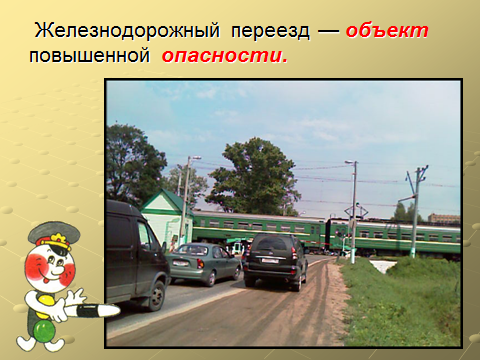 Железнодорожный переезд — объект
повышенной опасности.